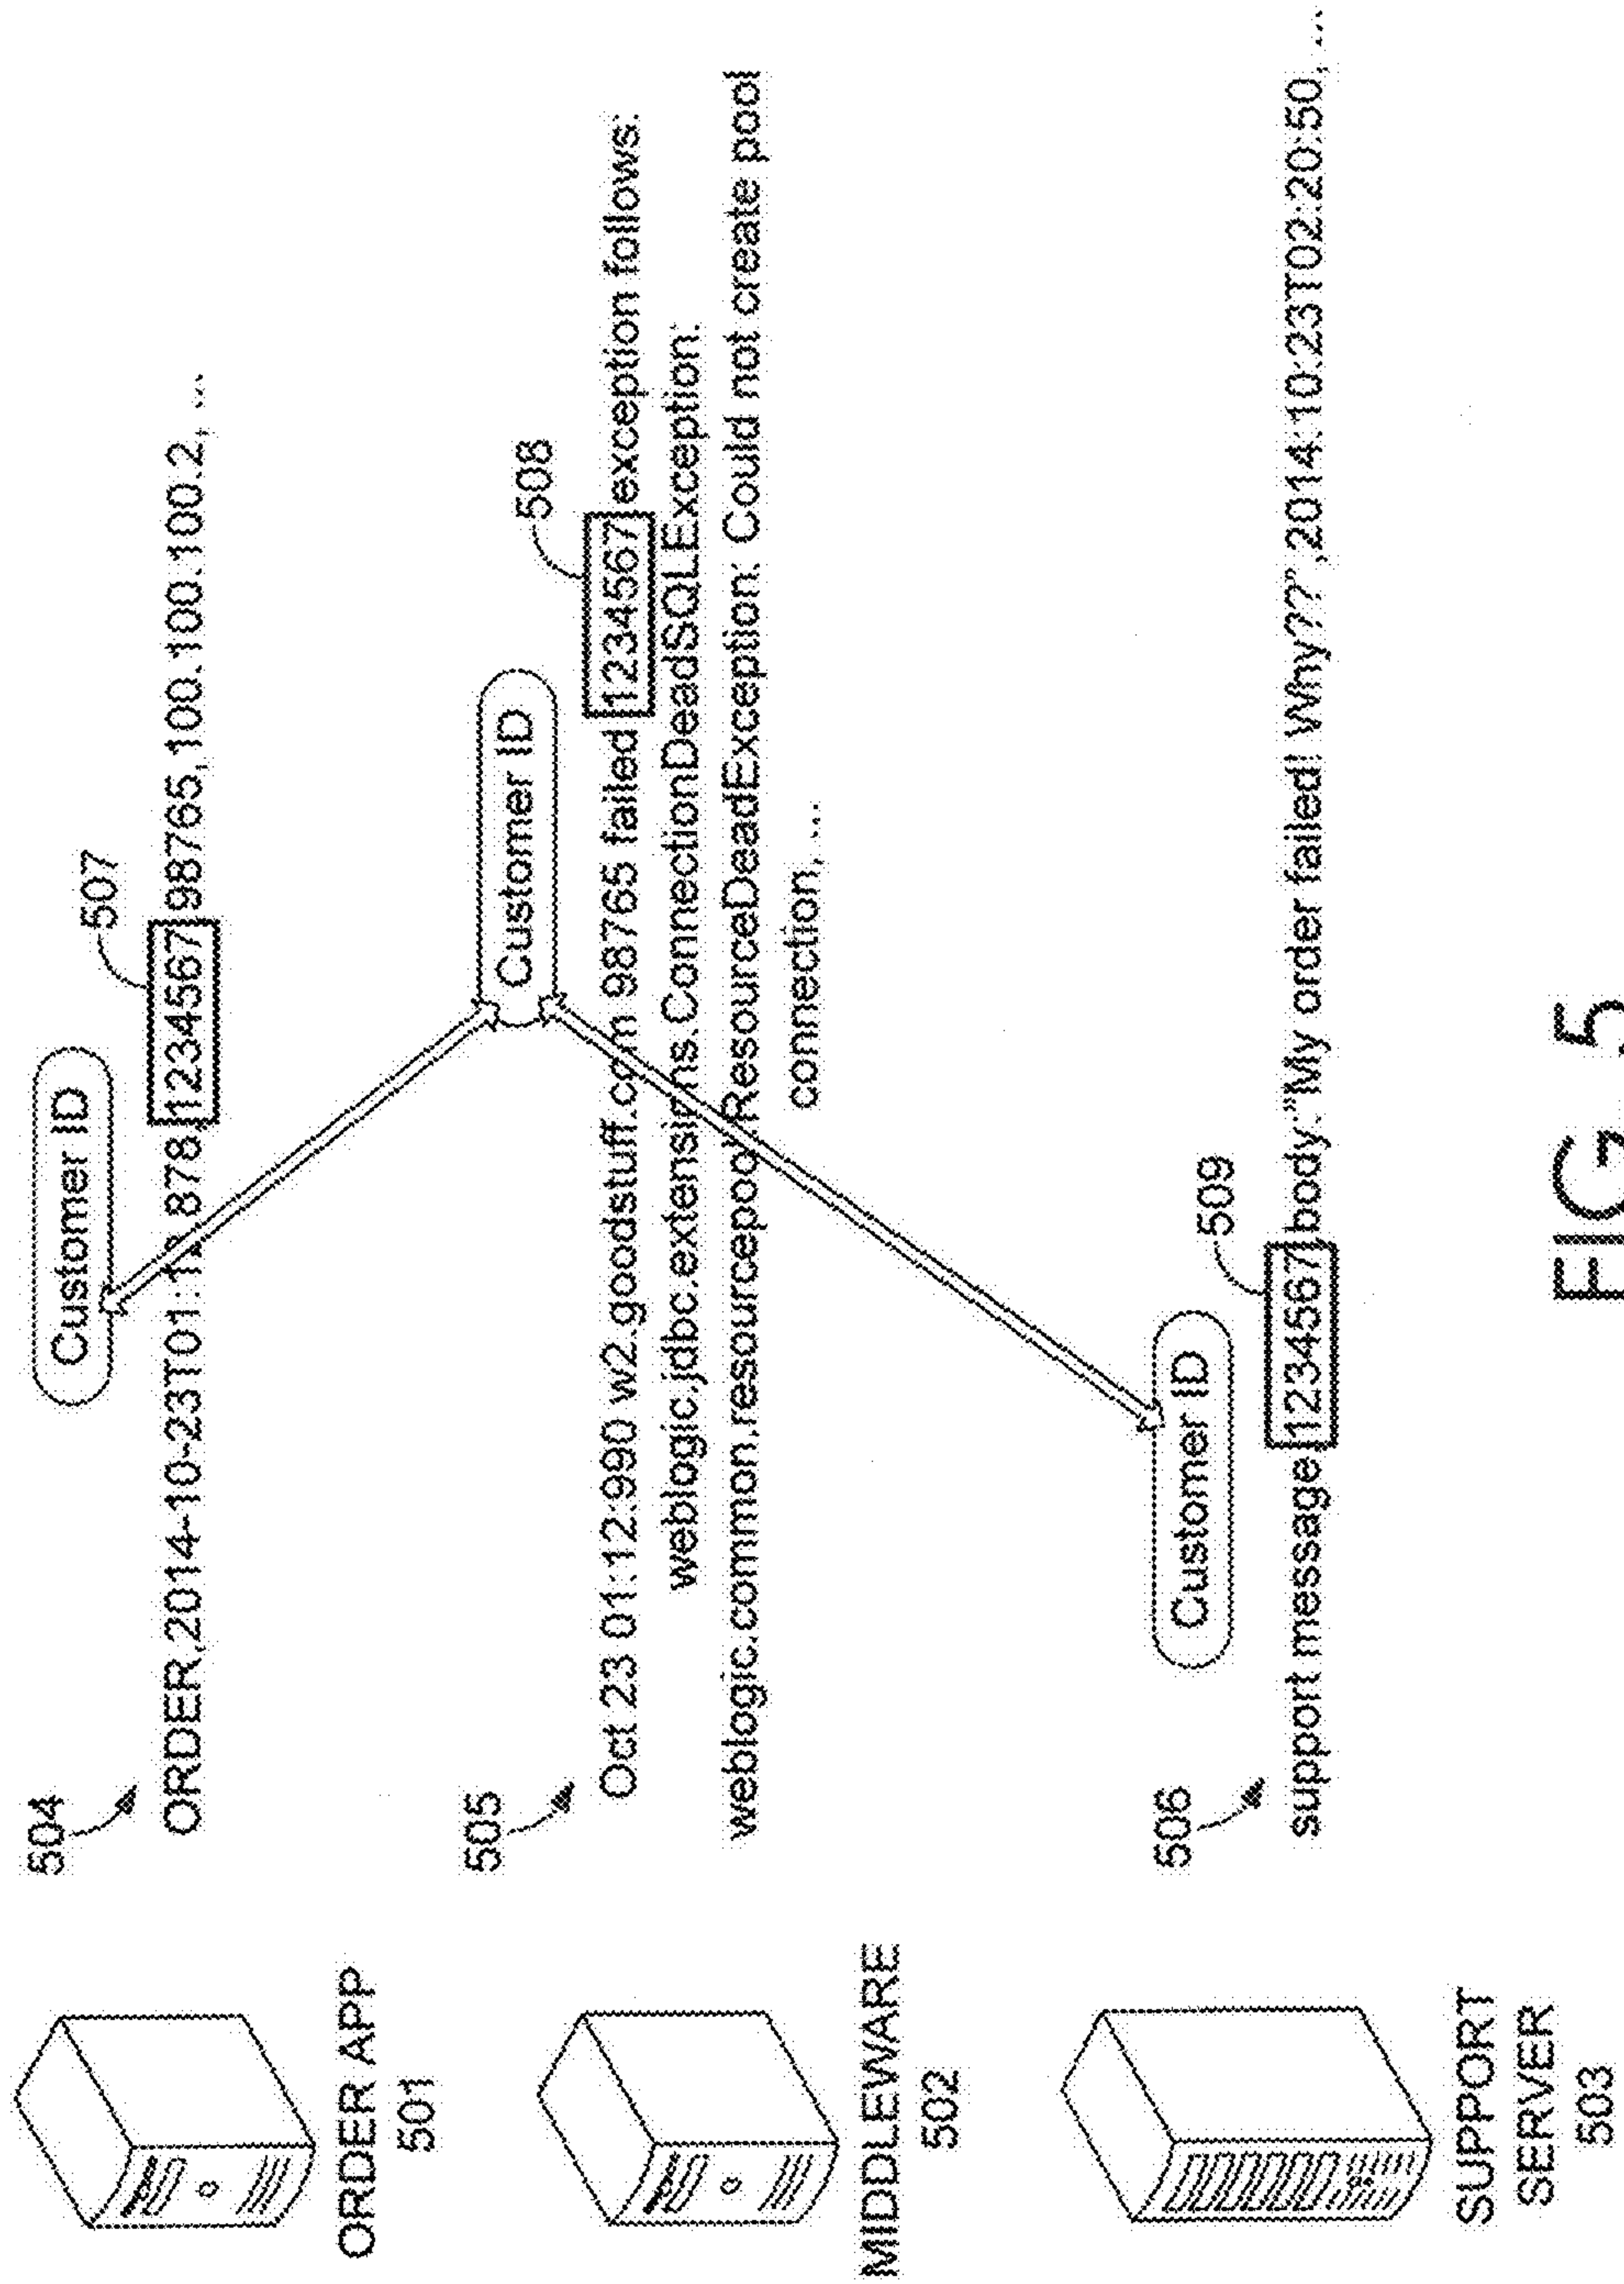 504
Customer ID
507
ORDER,2014-10-23T01:12 878,1234567,98765,100.100.100.2, ...
ORDER APP
501
505
Customer ID
508
Oct 23 01:12:990 w2.goodstuff.com 98765 failed 1234567 exception follows:
weblogic.jdbc.extensions.ConnectionDeadSQLException:
weblogic.common.resourcepool.ResourceDeadException: Could not create pool
connection, ...
MIDDLEWARE
502
506
Customer ID
509
support message 1234567 body:"My order failed! Why???",2014:10:23T02:20:50, ...
SUPPORT
SERVER
503
FIG. 5